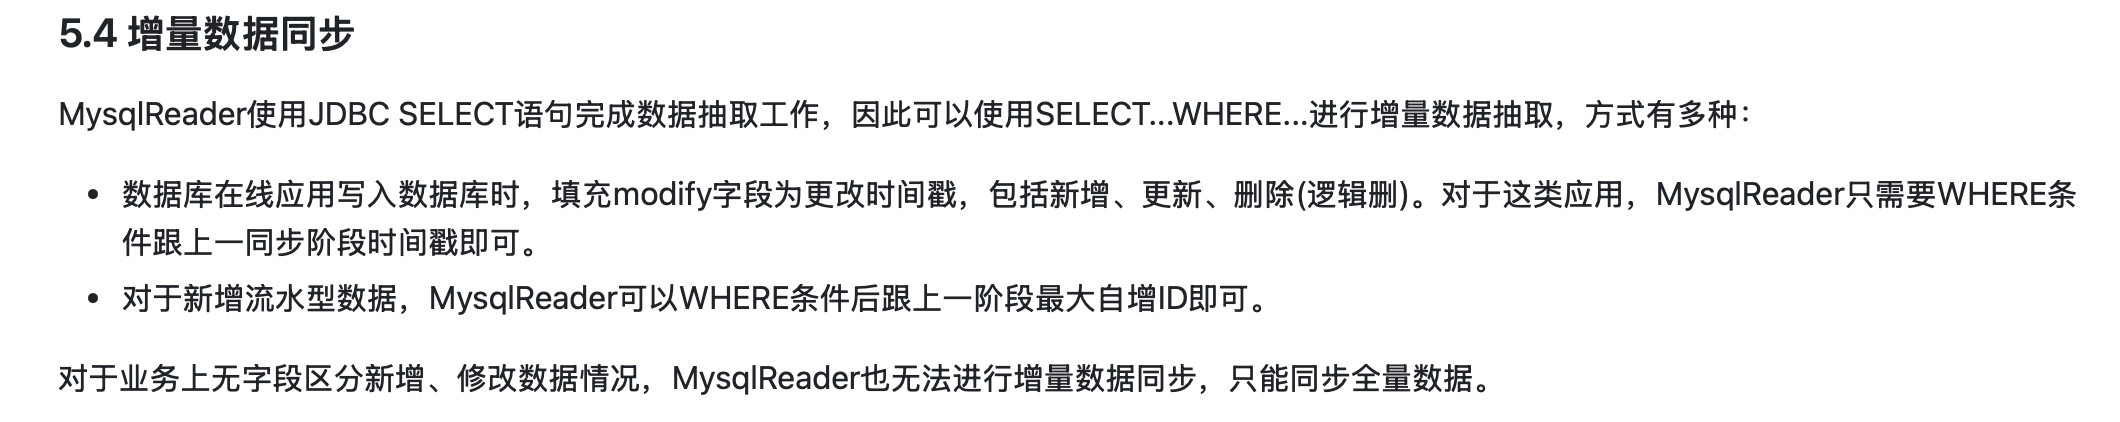 5.4 增量数据同步
MysqlReader使用JDBC SELECT语句完成数据抽取工作，因此可以使用SELECT...WHERE...进行增量数据抽取，方式有多种：
• 数据库在线应用写入数据库时，填充modify字段为更改时间戳，包括新增、更新、删除(逻辑删)。对于这类应用，MysqlReader只需要WHERE条
件跟上一同步阶段时间戳即可。
• 对于新增流水型数据，MysqlReader可以WHERE条件后跟上一阶段最大自增ID即可。
对于业务上无字段区分新增、修改数据情况，MysqlReader也无法进行增量数据同步，只能同步全量数据。